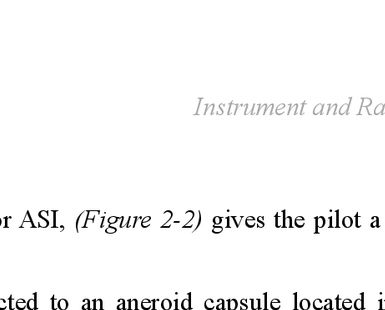 Instrument and Ra
or ASI, (Figure 2-2) gives the pilot a
cted to an aneroid capsule located i